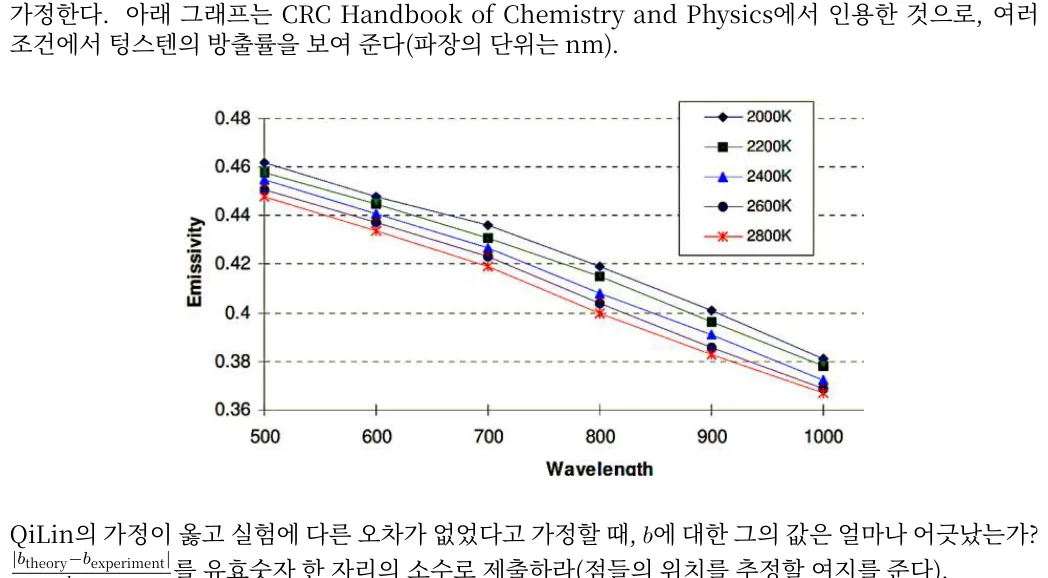 가정한다. 아래 그래프는 CRC Handbook of Chemistry and Physics에서 인용한 것으로, 여러
조건에서 텅스텐의 방출률을 보여 준다(파장의 단위는 nm).
0.48
0.46
0.44
0.42
0.4
0.38
0.36
Emissivity
2000K
2200K
2400K
2600K
2800K
500 600 700 800 900 1000
Wavelength
QiLin의 가정이 옳고 실험에 다른 오차가 없었다고 가정할 때, b에 대한 그의 값은 얼마나 어긋났는가?
|b_theory−b_experiment| 를 유효숫자 한 자리의 소수로 제출하라(점들의 위치를 추정할 여지를 준다).